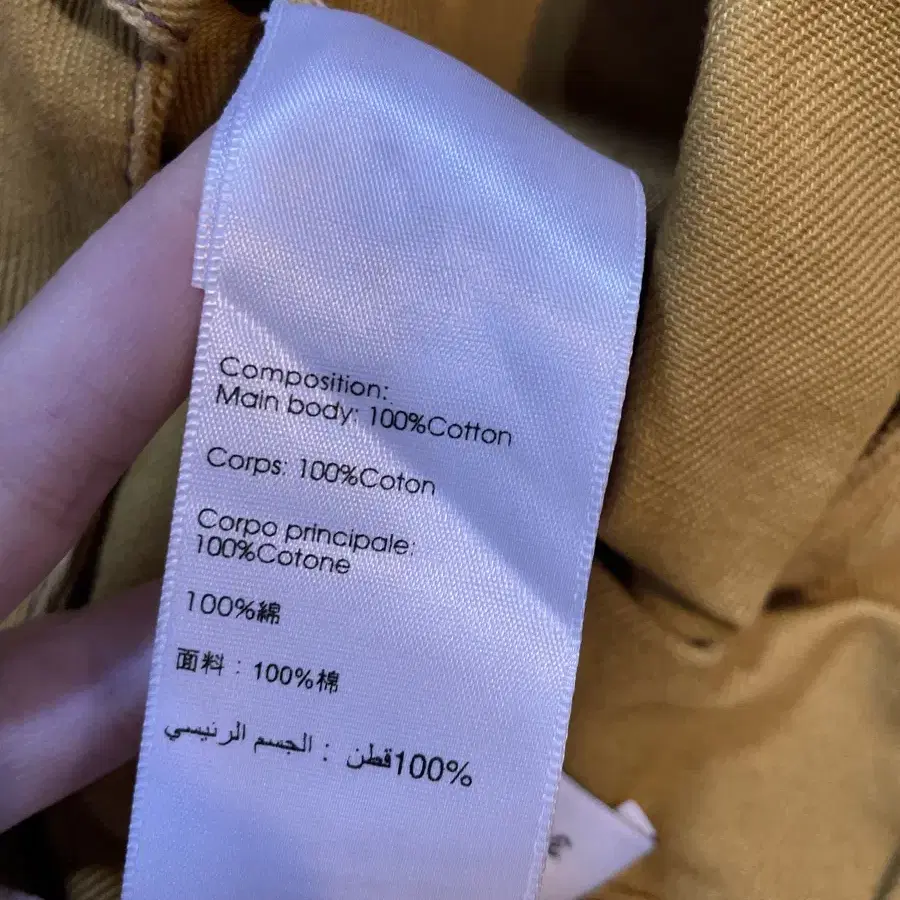 Composition:
Main body: 100%Cotton
Corps: 100%Coton
Corpo principale:
100%Cotone
100%綿
面料：100%棉
الجسم الرئيسي : قطن100%